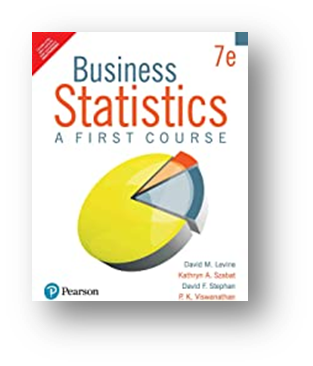 7e
Business
Statistics
A FIRST COURSE
David M. Levine
Kathryn A. Szabat
David F. Stephan
P. K. Viswanathan
Pearson